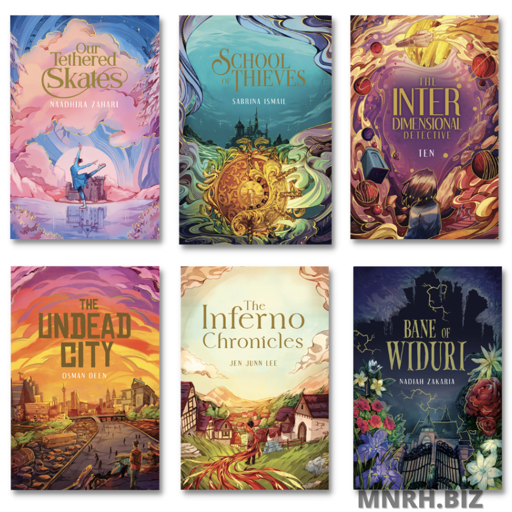 Our
Tethered
Skates
NAADHIRA ZAHARI
SCHOOL
OF THIEVES
SABRINA ISMAIL
THE
INTER
DIMENSIONAL
DETECTIVE
TEN
THE
UNDEAD
CITY
OSMAN DEEN
The
Inferno
Chronicles
JEN JUNN LEE
BANE OF
WIDURI
NADIAH ZAKARIA
MNRH.BIZ